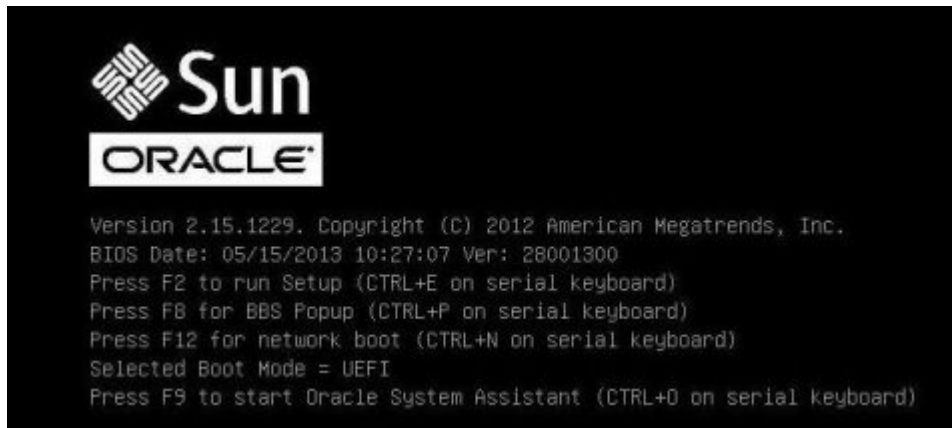 Sun
ORACLE
Version 2.15.1229. Copyright (C) 2012 American Megatrends, Inc.
BIOS Date: 05/15/2013 10:27:07 Ver: 28001300
Press F2 to run Setup (CTRL+E on serial keyboard)
Press F8 for BBS Popup (CTRL+P on serial keyboard)
Press F12 for network boot (CTRL+N on serial keyboard)
Selected Boot Mode = UEFI
Press F9 to start Oracle System Assistant (CTRL+O on serial keyboard)